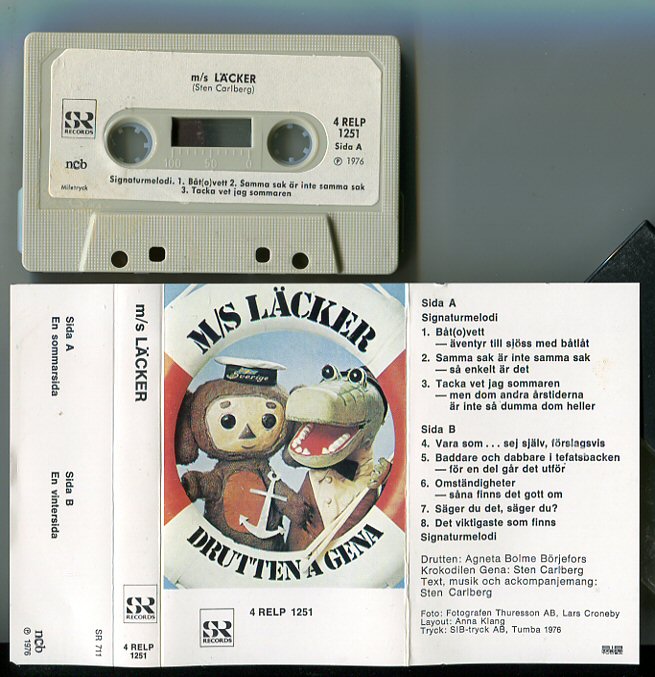 m/s LÄCKER
(Sten Carlberg)
SR
RECORDS
4 RELP
1251
Sida A
ncb
℗ 1976
100 50 0
Miletryck
Signaturmelodi. 1. Båt(o)vett 2. Samma sak är inte samma sak
3. Tacka vet jag sommaren
Sida A
En sommarsida
Sida B
En vintersida
ncb
℗ 1976
SR 711
m/s LÄCKER
SR
RECORDS
4 RELP
1251
M/S LÄCKER
Sverige
DRUTTEN Å GENA
SR
RECORDS
4 RELP 1251
Sida A
Signaturmelodi
1. Båt(o)vett
— äventyr till sjöss med båtlåt
2. Samma sak är inte samma sak
— så enkelt är det
3. Tacka vet jag sommaren
— men dom andra årstiderna
är inte så dumma dom heller
Sida B
4. Vara som... sej själv, förslagsvis
5. Baddare och dabbare i tefatsbacken
— för en del går det utför
6. Omständigheter
— såna finns det gott om
7. Säger du det, säger du?
8. Det viktigaste som finns
Signaturmelodi
Drutten: Agneta Bolme Börjefors
Krokodilen Gena: Sten Carlberg
Text, musik och ackompanjemang:
Sten Carlberg
Foto: Fotografen Thuresson AB, Lars Croneby
Layout: Anna Klang
Tryck: SIB-tryck AB, Tumba 1976